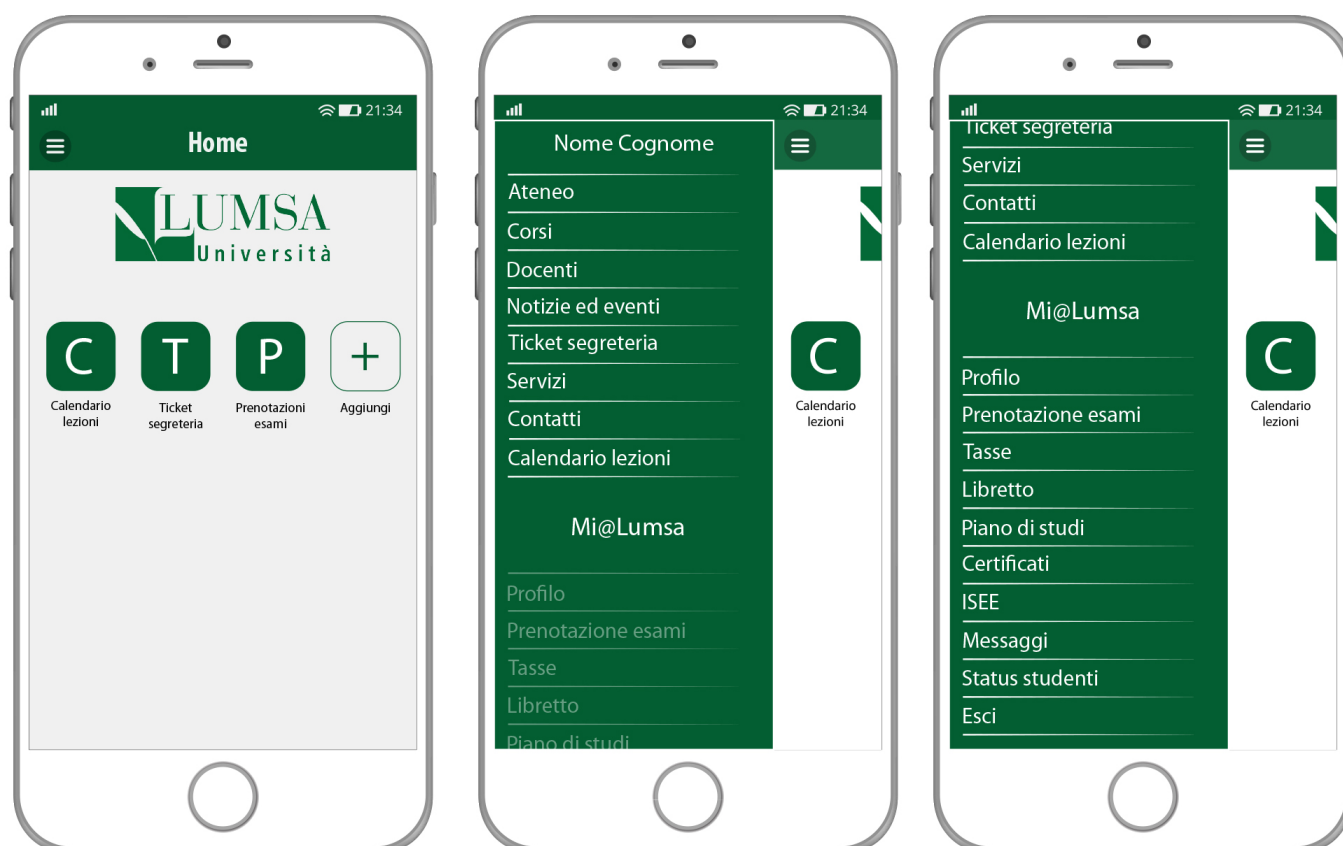 21:34
Home
LUMSA
Università
C
T
P
+
Calendario
lezioni
Ticket
segreteria
Prenotazioni
esami
Aggiungi
21:34
Nome Cognome
Ateneo
Corsi
Docenti
Notizie ed eventi
Ticket segreteria
Servizi
Contatti
Calendario lezioni
Mi@Lumsa
Profilo
Prenotazione esami
Tasse
Libretto
Piano di studi
C
Calendario
lezioni
21:34
Ticket segreteria
Servizi
Contatti
Calendario lezioni
Mi@Lumsa
Profilo
Prenotazione esami
Tasse
Libretto
Piano di studi
Certificati
ISEE
Messaggi
Status studenti
Esci
C
Calendario
lezioni